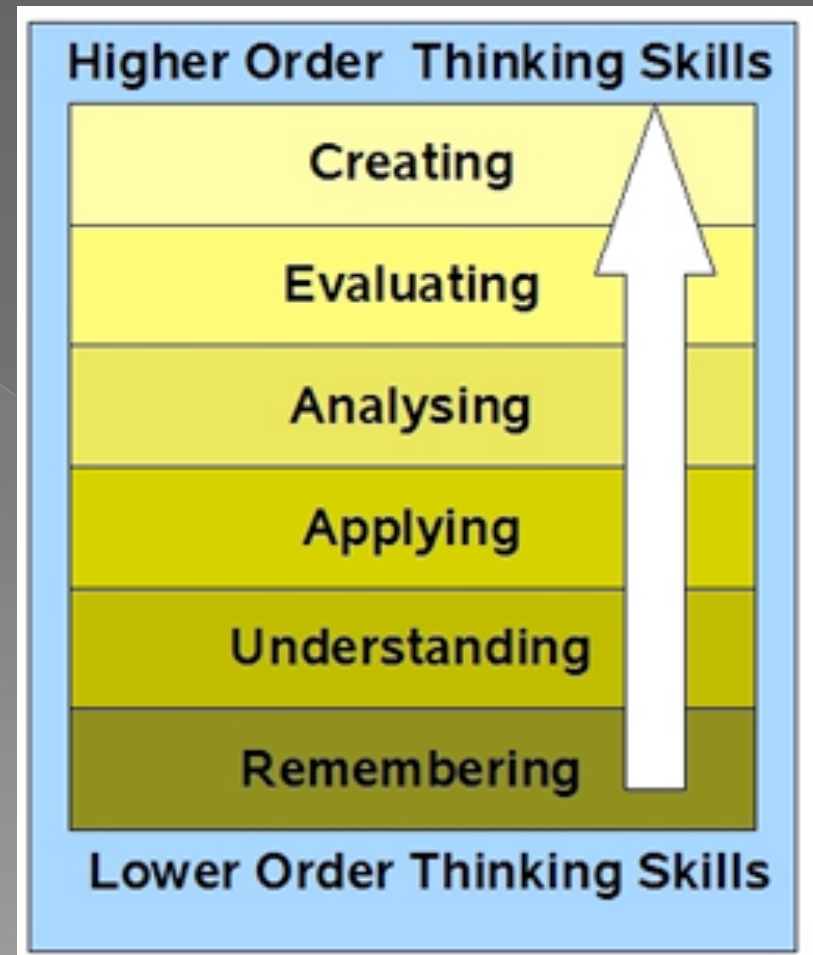 Higher Order Thinking Skills
Creating
Evaluating
Analysing
Applying
Understanding
Remembering
Lower Order Thinking Skills